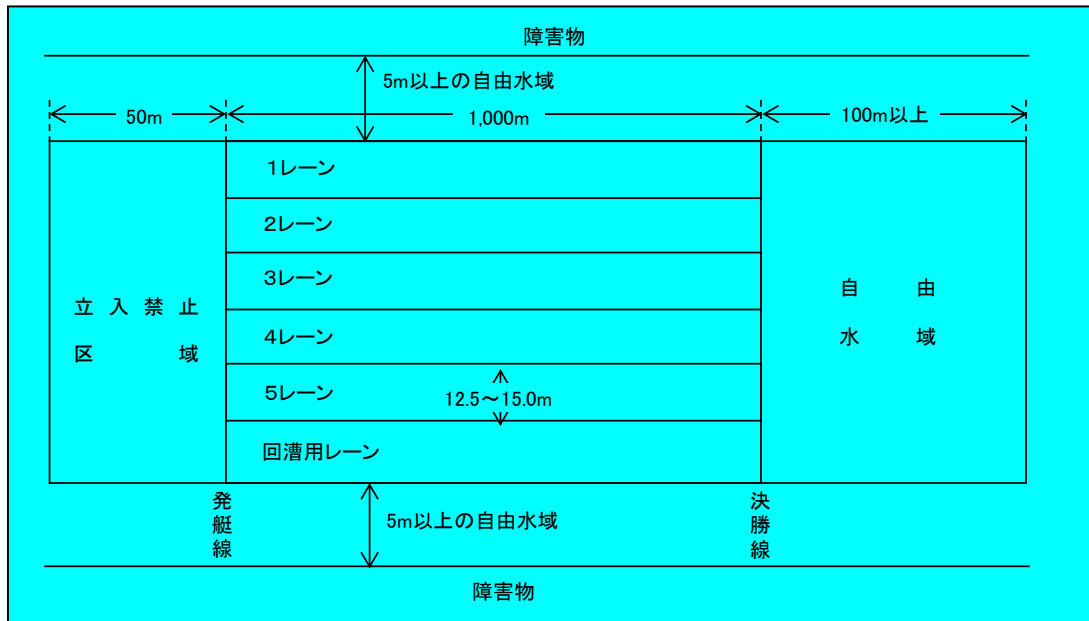 障害物
5m以上の自由水域
50m
1,000m
100m以上
1レーン
2レーン
3レーン
4レーン
5レーン
12.5～15.0m
回漕用レーン
立入禁止
区域
自由
水域
発艇線
決勝線
5m以上の自由水域
障害物